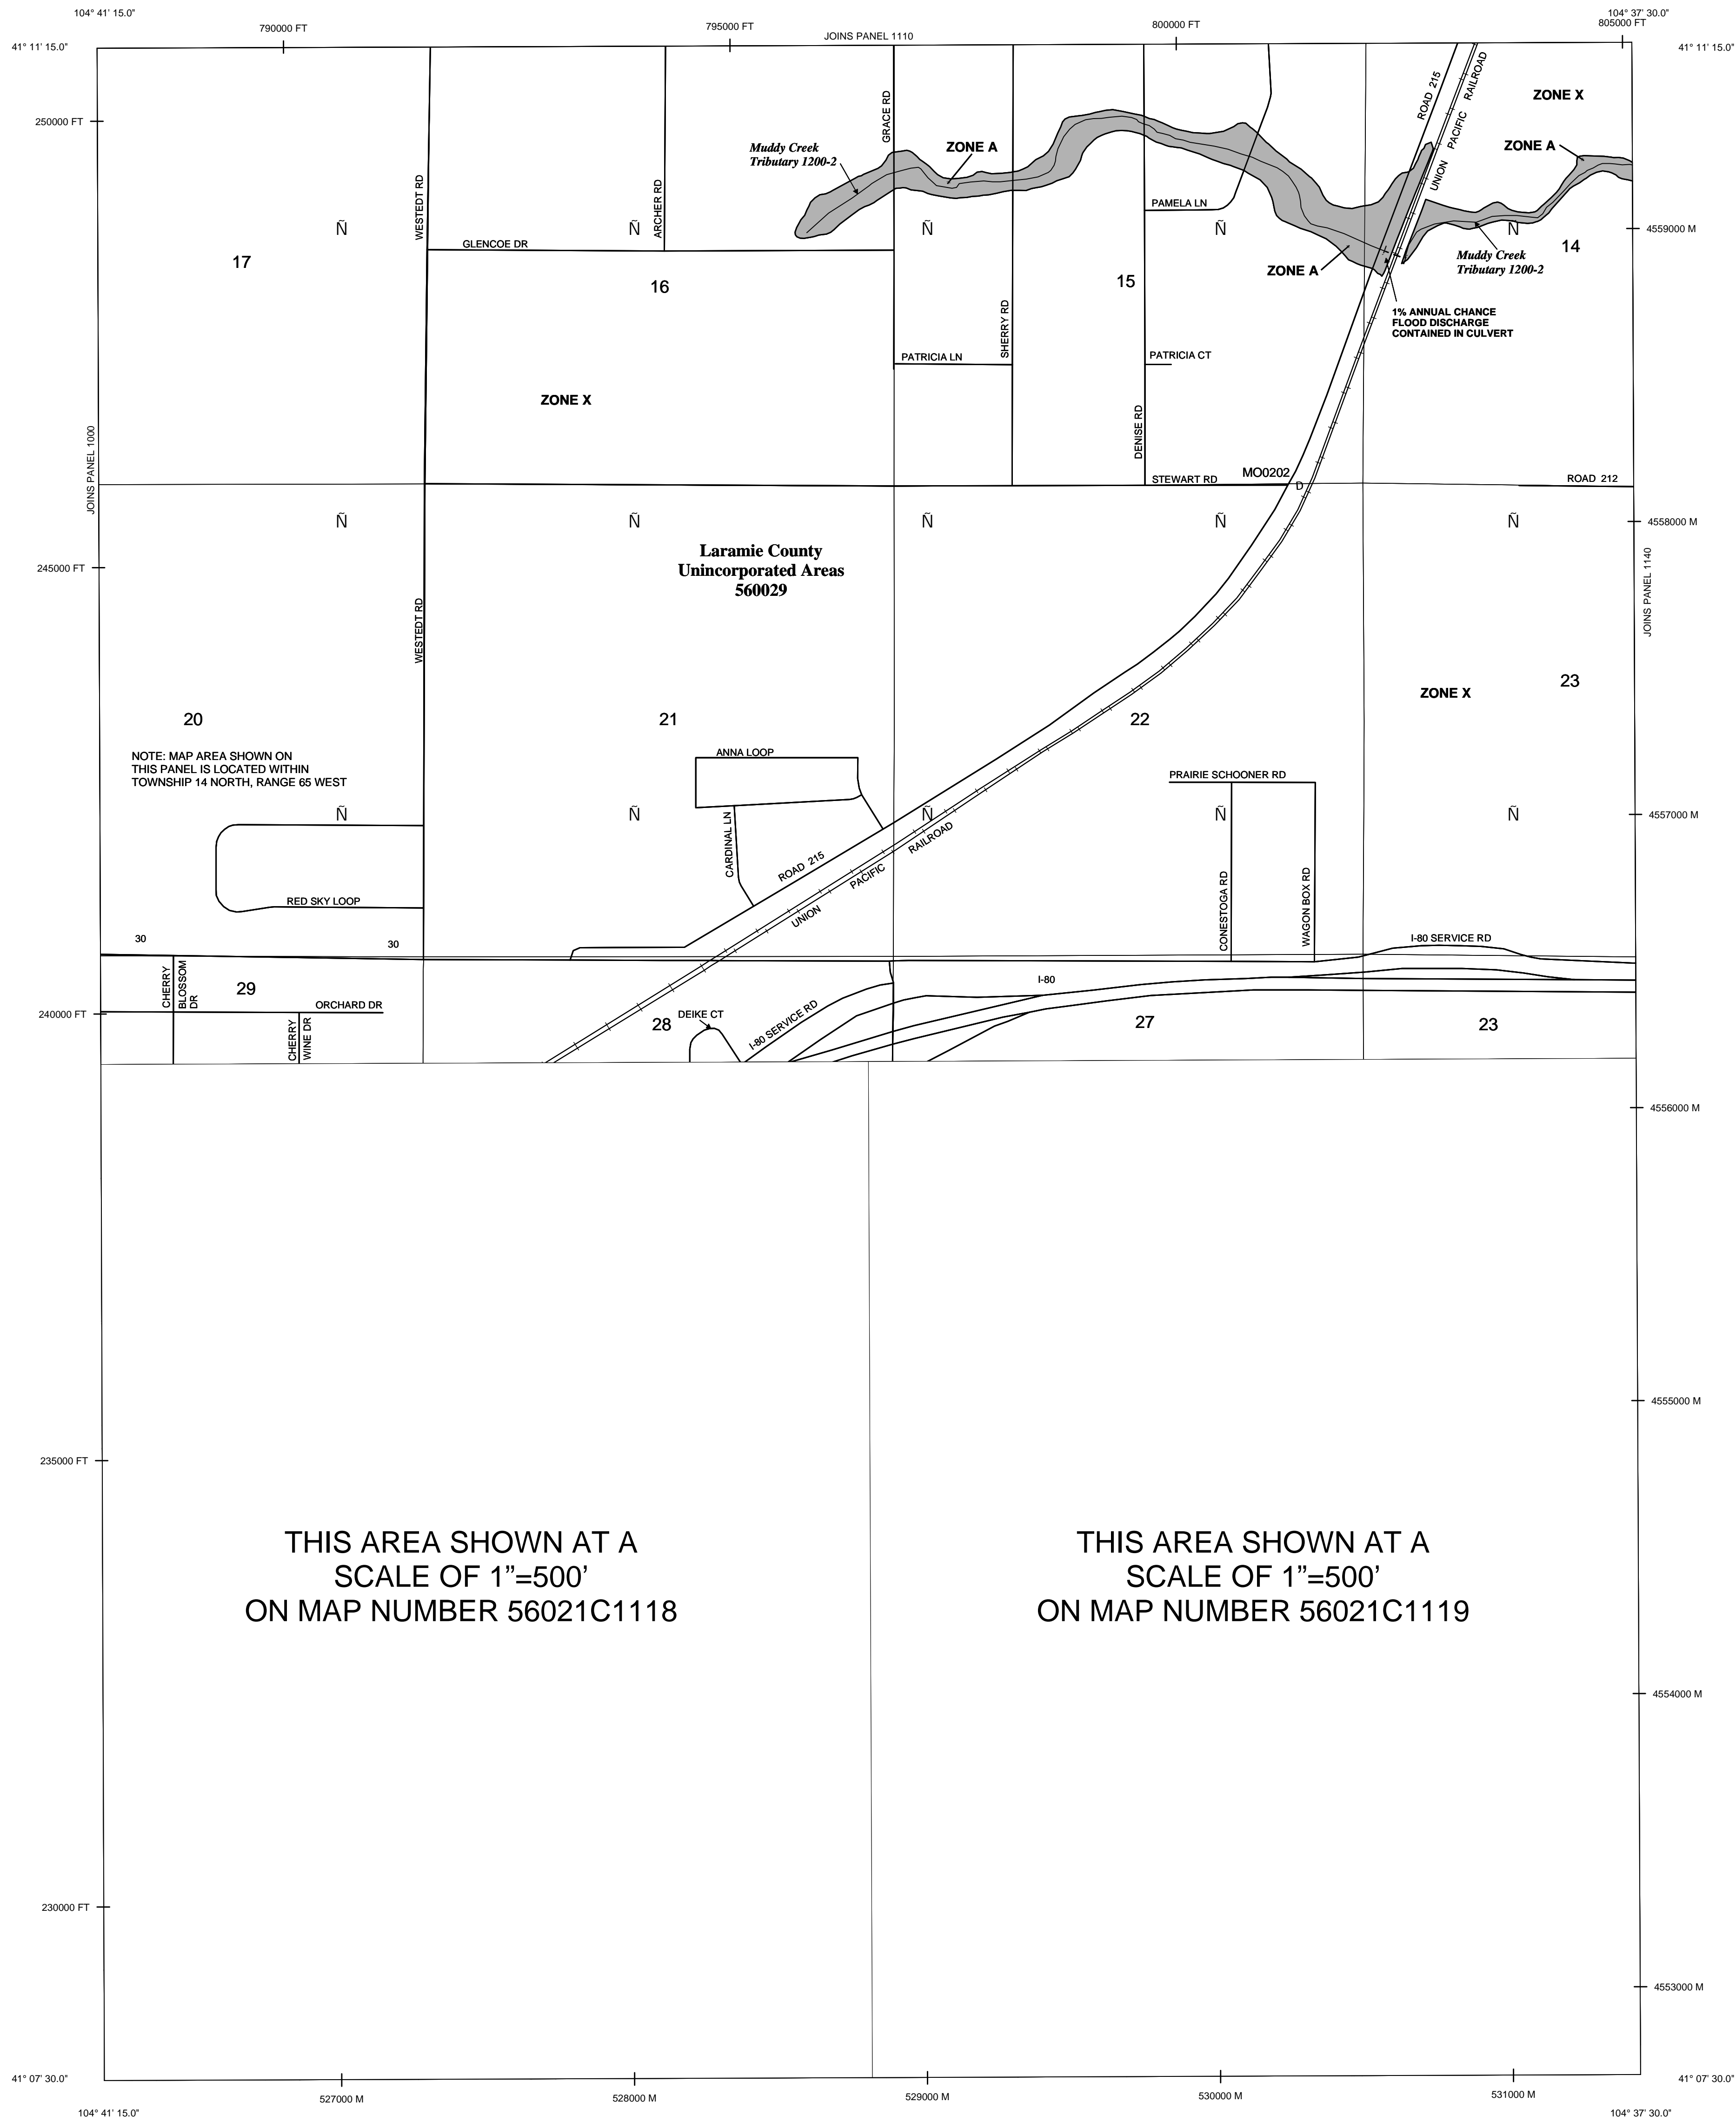 104° 41' 15.0"
790000 FT
795000 FT
JOINS PANEL 1110
800000 FT
104° 37' 30.0"
805000 FT
41° 11' 15.0"
41° 11' 15.0"
250000 FT
WESTEDT RD
ARCHER RD
GRACE RD
Muddy Creek
Tributary 1200-2
ZONE A
ROAD 215
UNION PACIFIC RAILROAD
ZONE X
ZONE A
PAMELA LN
Ñ
Ñ
Ñ
Ñ
Ñ
4559000 M
17
GLENCOE DR
16
15
ZONE A
14
Muddy Creek
Tributary 1200-2
1% ANNUAL CHANCE
FLOOD DISCHARGE
CONTAINED IN CULVERT
SHERRY RD
PATRICIA LN
PATRICIA CT
ZONE X
DENISE RD
JOINS PANEL 1000
STEWART RD
MO0202
D
ROAD 212
Ñ
Ñ
Ñ
Ñ
Ñ
4558000 M
245000 FT
Laramie County
Unincorporated Areas
560029
JOINS PANEL 1140
WESTEDT RD
20
21
22
ZONE X
23
NOTE: MAP AREA SHOWN ON
THIS PANEL IS LOCATED WITHIN
TOWNSHIP 14 NORTH, RANGE 65 WEST
ANNA LOOP
PRAIRIE SCHOONER RD
Ñ
Ñ
Ñ
Ñ
Ñ
4557000 M
CARDINAL LN
ROAD 215
UNION PACIFIC RAILROAD
RED SKY LOOP
CONESTOGA RD
WAGON BOX RD
30
30
I-80 SERVICE RD
CHERRY
BLOSSOM
DR
29
I-80
ORCHARD DR
240000 FT
CHERRY
WINE DR
28
DEIKE CT
I-80 SERVICE RD
27
23
4556000 M
4555000 M
235000 FT
THIS AREA SHOWN AT A
SCALE OF 1”=500’
ON MAP NUMBER 56021C1118
THIS AREA SHOWN AT A
SCALE OF 1”=500’
ON MAP NUMBER 56021C1119
4554000 M
230000 FT
4553000 M
41° 07' 30.0"
41° 07' 30.0"
104° 41' 15.0"
527000 M
528000 M
529000 M
530000 M
531000 M
104° 37' 30.0"